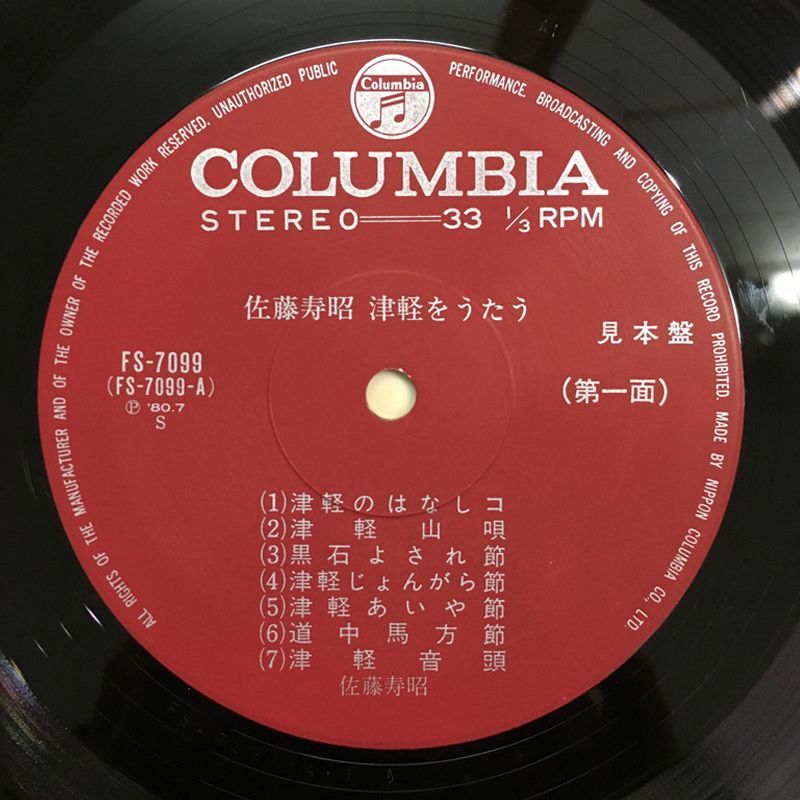 Columbia
ALL RIGHTS OF THE MANUFACTURER AND OF THE OWNER OF THE RECORDED WORK RESERVED. UNAUTHORIZED PUBLIC PERFORMANCE, BROADCASTING AND COPYING OF THIS RECORD PROHIBITED. MADE BY NIPPON COLUMBIA CO., LTD.
COLUMBIA
STEREO 33 1/3 RPM
佐藤寿昭 津軽をうたう
見本盤
FS-7099
(FS-7099-A)
Ⓟ '80.7
S
(第一面)
(1)津軽のはなしコ
(2)津軽山唄
(3)黒石よされ節
(4)津軽じょんがら節
(5)津軽あいや節
(6)道中馬方節
(7)津軽音頭
佐藤寿昭